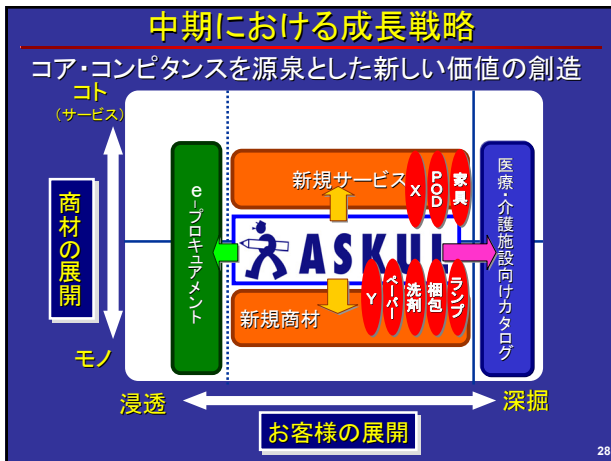 中期における成長戦略
コア・コンピタンスを源泉とした新しい価値の創造
コト
(サービス)
商材の展開
モノ
e-プロキュアメント
新規サービス
X
POD
家具
ASKUL
新規商材
Y
ペーパー
洗剤
梱包
ランプ
医療・介護施設向けカタログ
浸透
深掘
お客様の展開
28